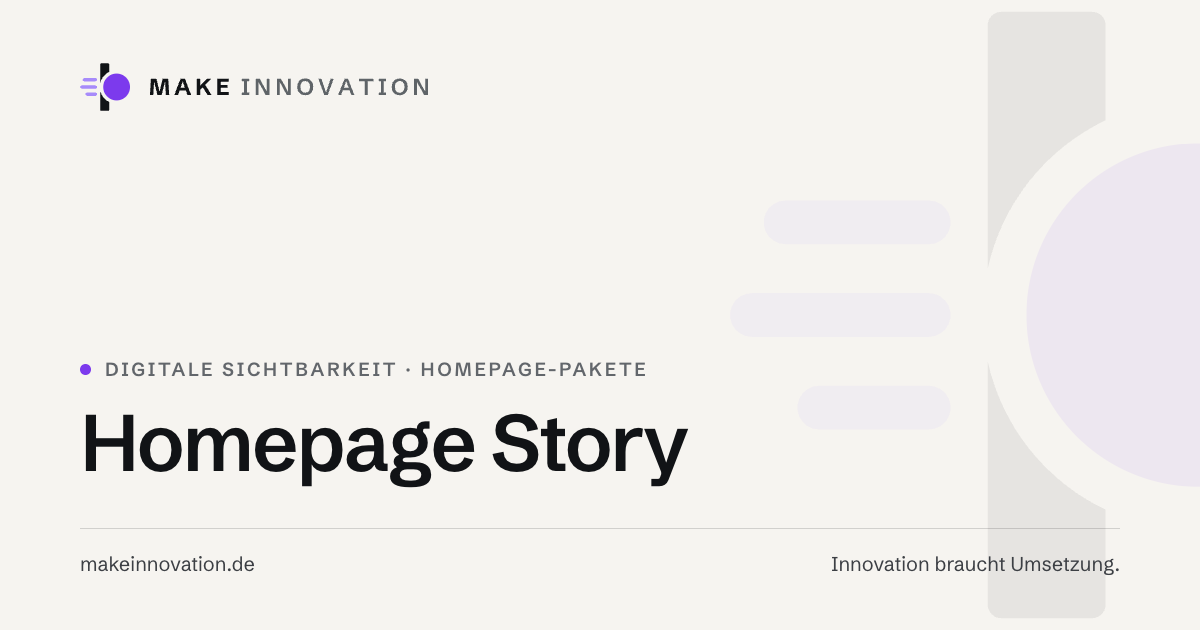 MAKE INNOVATION
DIGITALE SICHTBARKEIT · HOMEPAGE-PAKETE
Homepage Story
makeinnovation.de
Innovation braucht Umsetzung.